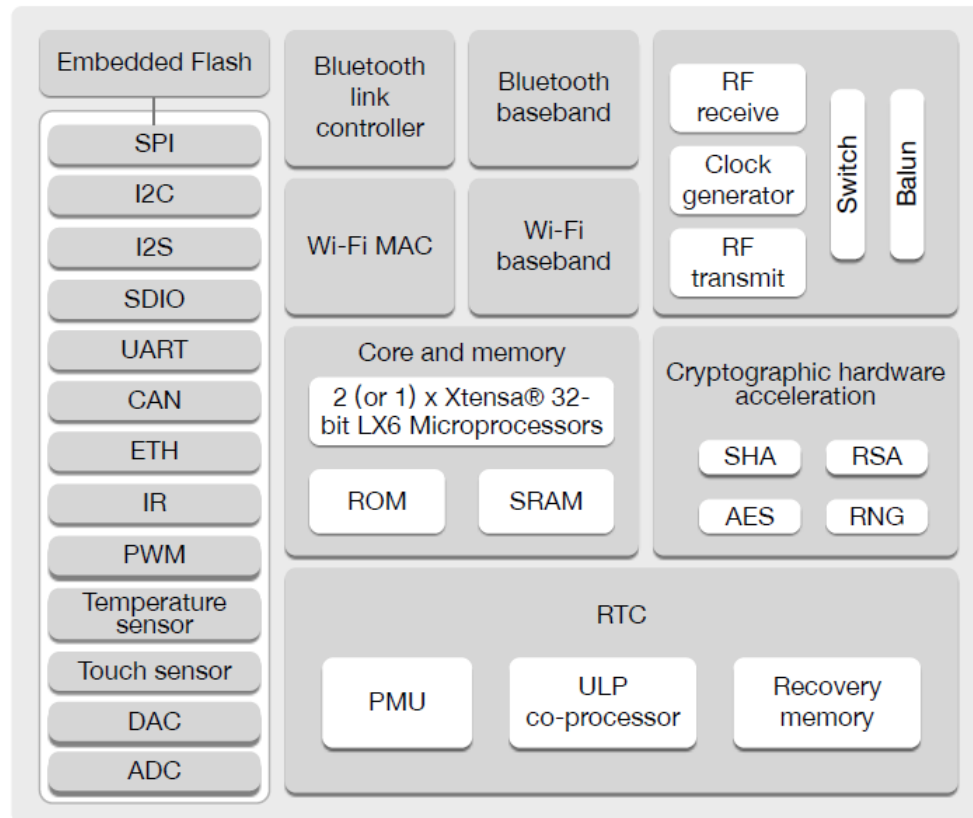 Embedded Flash
SPI
I2C
I2S
SDIO
UART
CAN
ETH
IR
PWM
Temperature
sensor
Touch sensor
DAC
ADC
Bluetooth
link
controller
Bluetooth
baseband
Wi-Fi MAC
Wi-Fi
baseband
RF
receive
Clock
generator
RF
transmit
Switch
Balun
Core and memory
2 (or 1) x Xtensa® 32-
bit LX6 Microprocessors
ROM
SRAM
Cryptographic hardware
acceleration
SHA
RSA
AES
RNG
RTC
PMU
ULP
co-processor
Recovery
memory